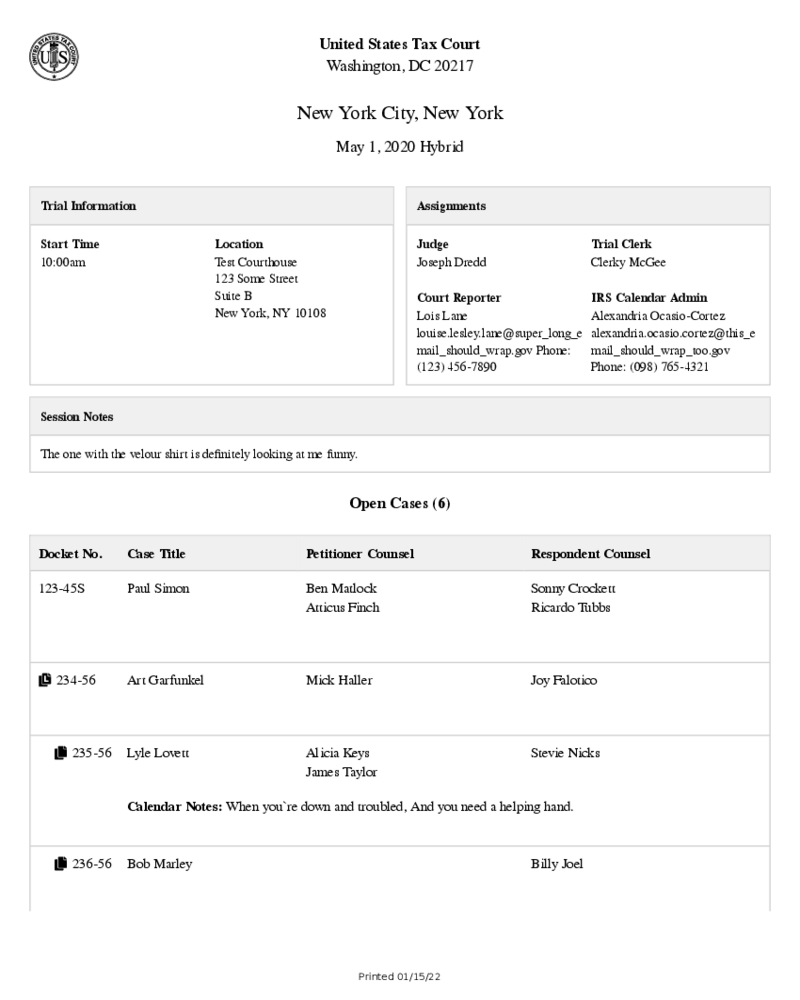 UNITED STATES TAX COURT
US
United States Tax Court
Washington, DC 20217
New York City, New York
May 1, 2020 Hybrid
Trial Information
Start Time
10:00am
Location
Test Courthouse
123 Some Street
Suite B
New York, NY 10108
Assignments
Judge
Joseph Dredd
Trial Clerk
Clerky McGee
Court Reporter
Lois Lane
louise.lesley.lane@super_long_e
mail_should_wrap.gov Phone:
(123) 456-7890
IRS Calendar Admin
Alexandria Ocasio-Cortez
alexandria.ocasio.cortez@this_e
mail_should_wrap_too.gov
Phone: (098) 765-4321
Session Notes
The one with the velour shirt is definitely looking at me funny.
Open Cases (6)
Docket No. Case Title Petitioner Counsel Respondent Counsel
123-45S Paul Simon Ben Matlock Sonny Crockett
Atticus Finch Ricardo Tubbs
234-56 Art Garfunkel Mick Haller Joy Falotico
235-56 Lyle Lovett Alicia Keys Stevie Nicks
James Taylor
Calendar Notes: When you`re down and troubled, And you need a helping hand.
236-56 Bob Marley Billy Joel
Printed 01/15/22